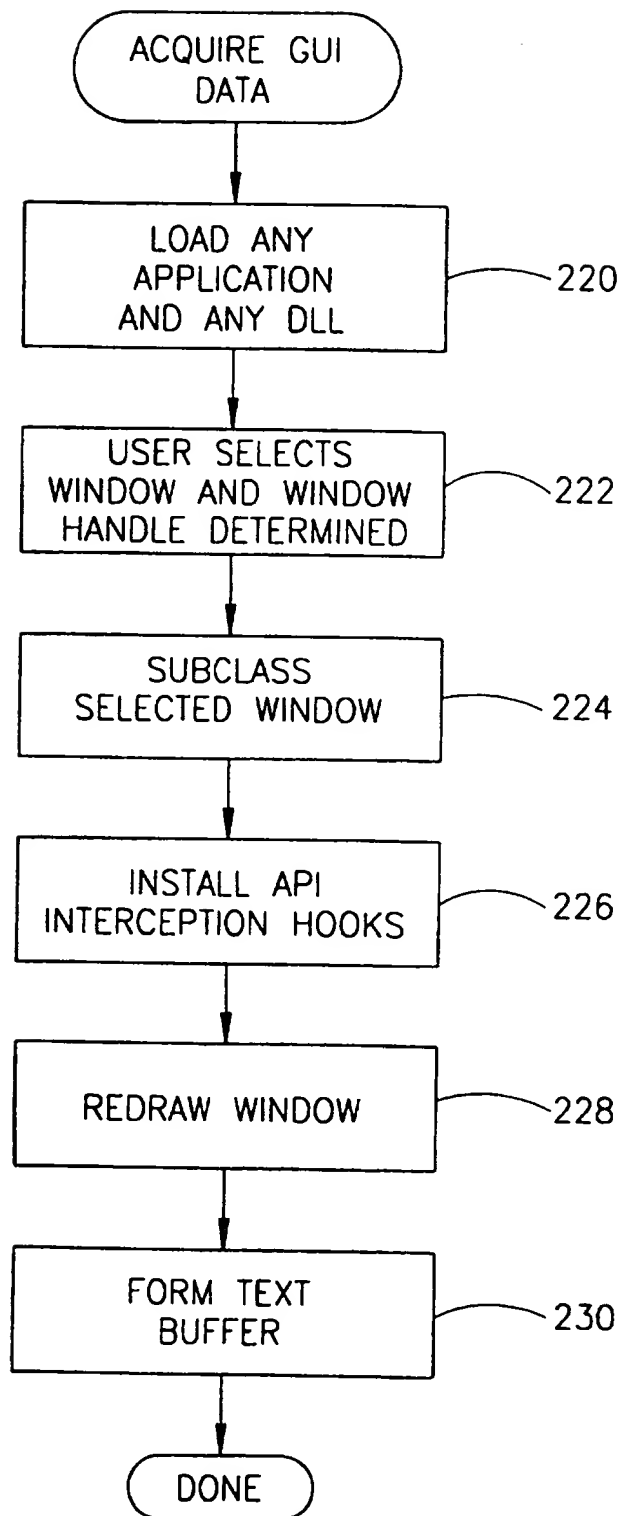 ACQUIRE GUI
DATA
LOAD ANY
APPLICATION
AND ANY DLL
220
USER SELECTS
WINDOW AND WINDOW
HANDLE DETERMINED
222
SUBCLASS
SELECTED WINDOW
224
INSTALL API
INTERCEPTION HOOKS
226
REDRAW WINDOW
228
FORM TEXT
BUFFER
230
DONE